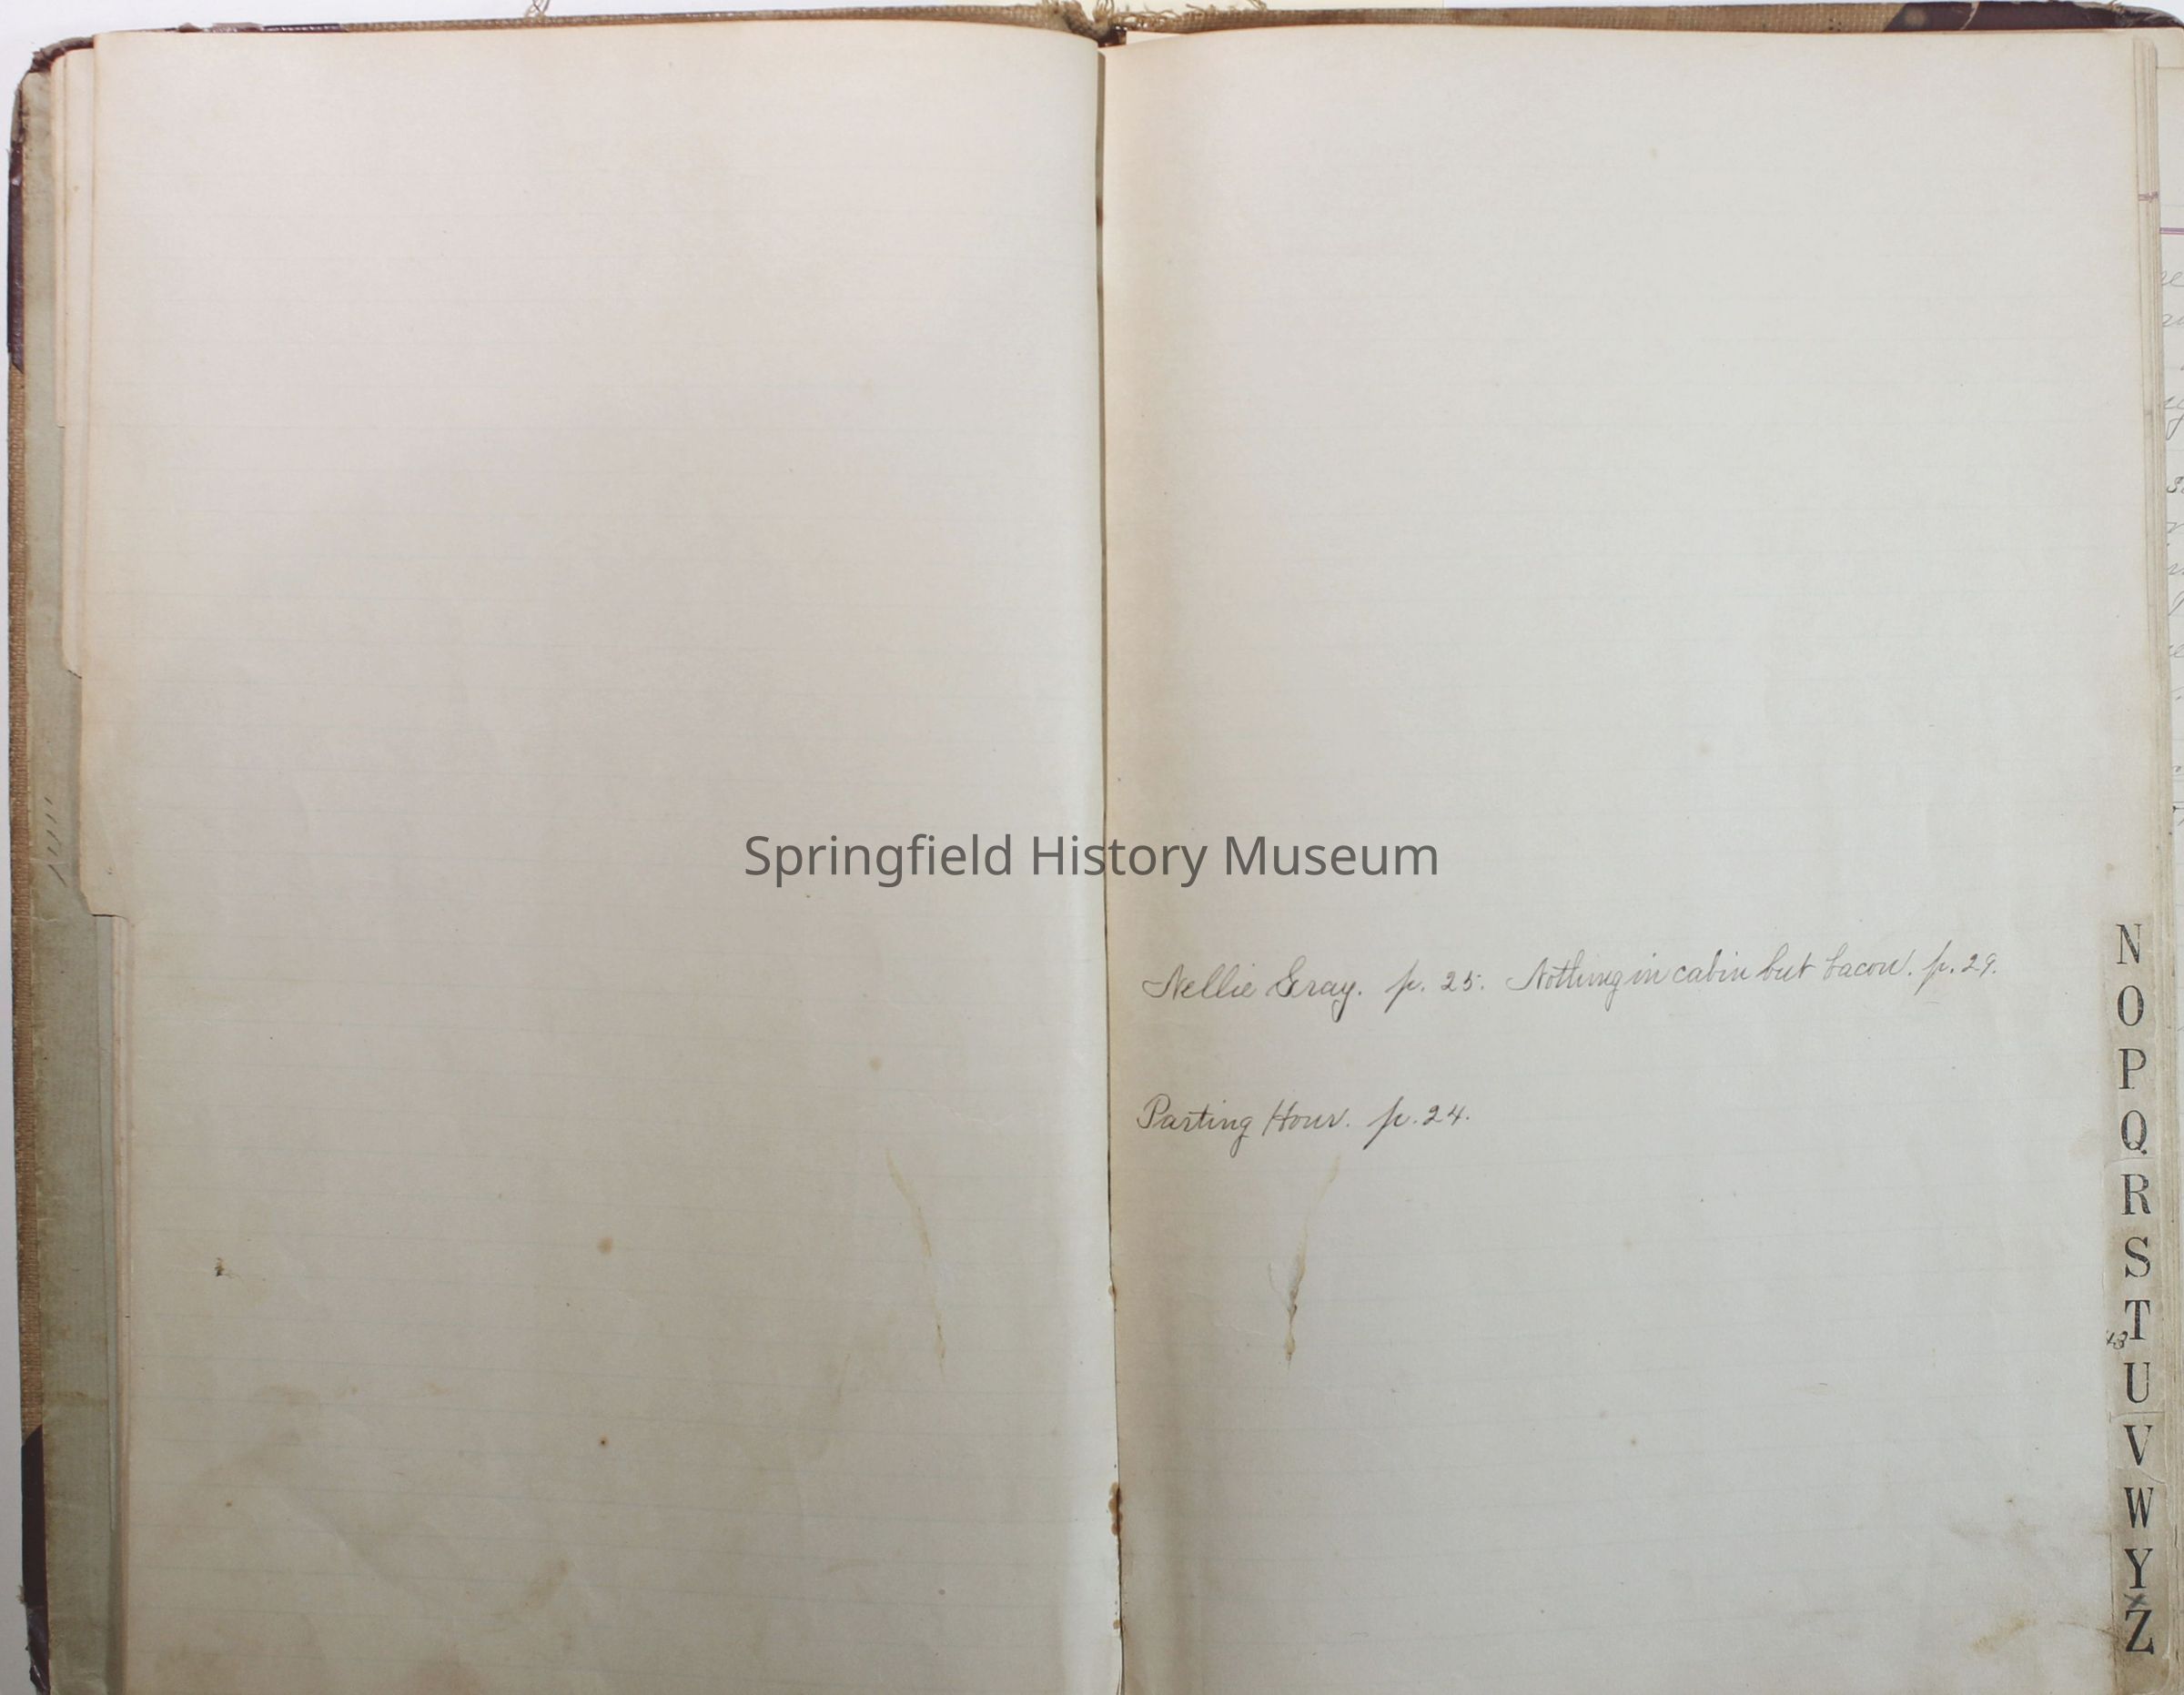 Springfield History Museum
Nellie Gray. p. 25. Nothing in cabin but bacon. p. 29.
Parting Hour. p. 24.
N
O
P
Q
R
S
T
U
V
W
Y
X
Z